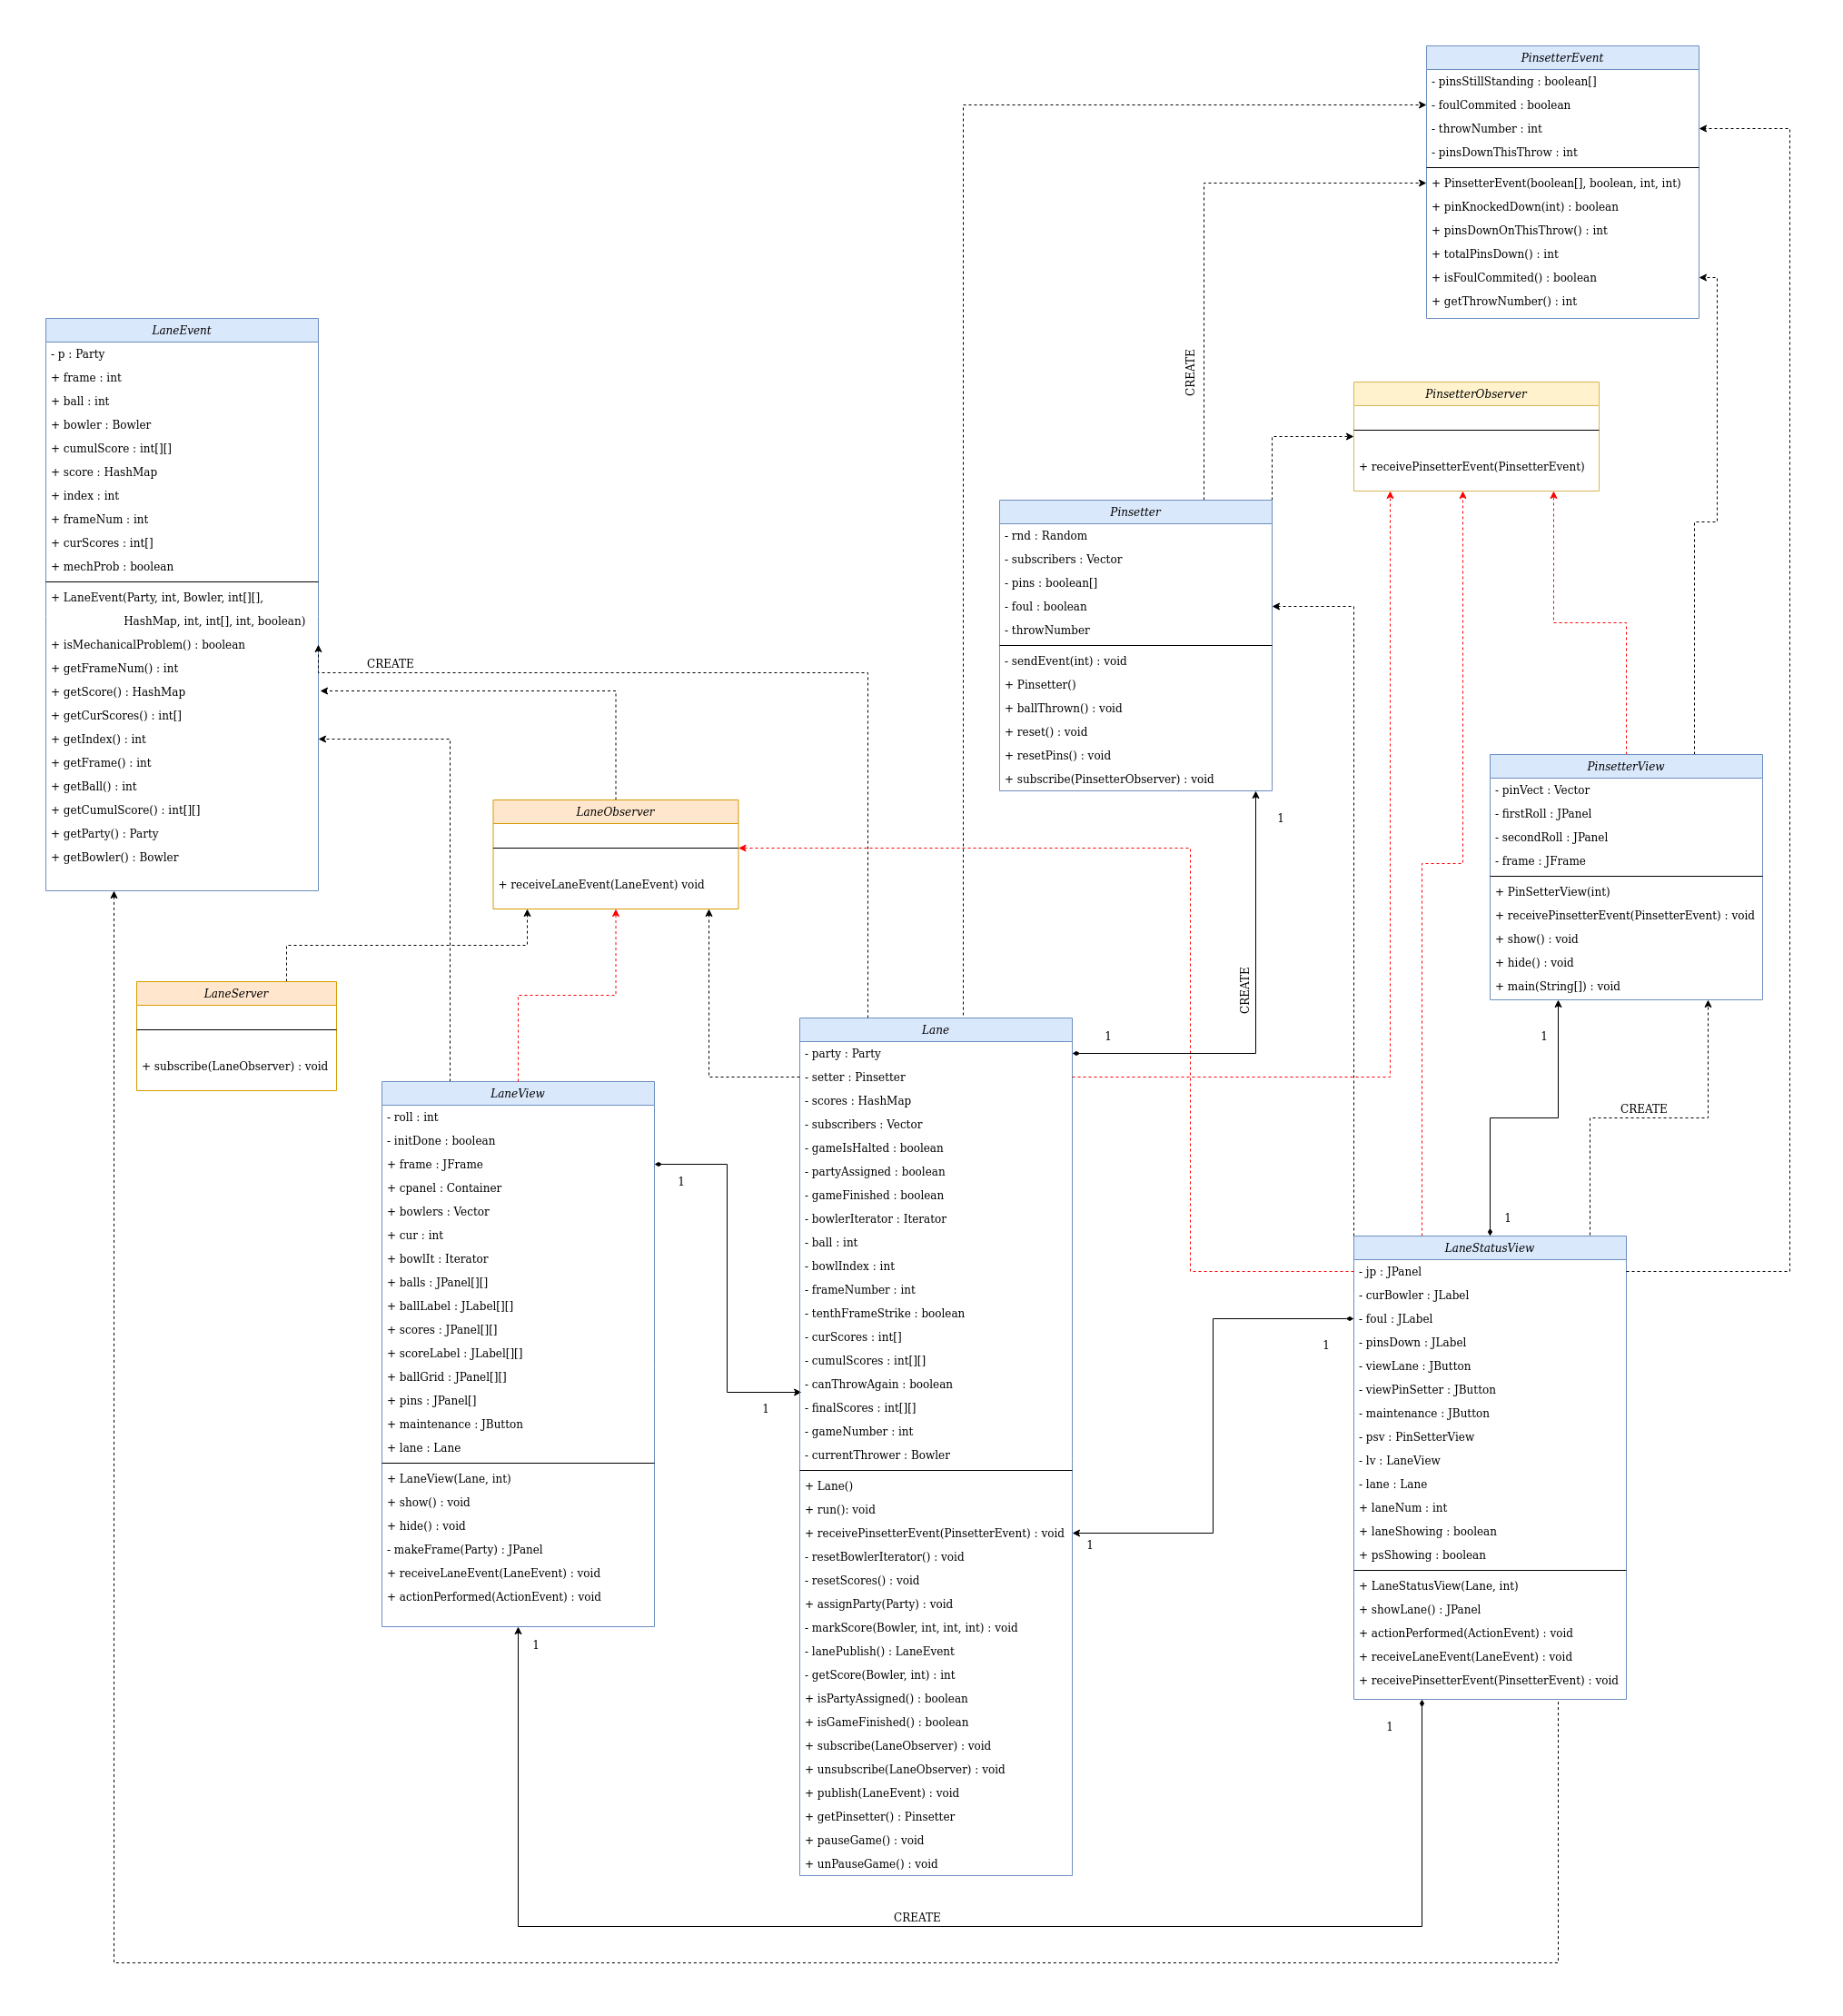 PinsetterEvent
- pinsStillStanding : boolean[]
- foulCommited : boolean
- throwNumber : int
- pinsDownThisThrow : int
+ PinsetterEvent(boolean[], boolean, int, int)
+ pinKnockedDown(int) : boolean
+ pinsDownOnThisThrow() : int
+ totalPinsDown() : int
+ isFoulCommited() : boolean
+ getThrowNumber() : int
LaneEvent
- p : Party
+ frame : int
+ ball : int
+ bowler : Bowler
+ cumulScore : int[][]
+ score : HashMap
+ index : int
+ frameNum : int
+ curScores : int[]
+ mechProb : boolean
+ LaneEvent(Party, int, Bowler, int[][],
HashMap, int, int[], int, boolean)
+ isMechanicalProblem() : boolean
+ getFrameNum() : int
+ getScore() : HashMap
+ getCurScores() : int[]
+ getIndex() : int
+ getFrame() : int
+ getBall() : int
+ getCumulScore() : int[][]
+ getParty() : Party
+ getBowler() : Bowler
CREATE
CREATE
PinsetterObserver
+ receivePinsetterEvent(PinsetterEvent)
Pinsetter
- rnd : Random
- subscribers : Vector
- pins : boolean[]
- foul : boolean
- throwNumber
- sendEvent(int) : void
+ Pinsetter()
+ ballThrown() : void
+ reset() : void
+ resetPins() : void
+ subscribe(PinsetterObserver) : void
1
PinsetterView
- pinVect : Vector
- firstRoll : JPanel
- secondRoll : JPanel
- frame : JFrame
+ PinSetterView(int)
+ receivePinsetterEvent(PinsetterEvent) : void
+ show() : void
+ hide() : void
+ main(String[]) : void
LaneObserver
+ receiveLaneEvent(LaneEvent) void
LaneServer
+ subscribe(LaneObserver) : void
CREATE
1
1
CREATE
1
LaneView
- roll : int
- initDone : boolean
+ frame : JFrame
+ cpanel : Container
+ bowlers : Vector
+ cur : int
+ bowlIt : Iterator
+ balls : JPanel[][]
+ ballLabel : JLabel[][]
+ scores : JPanel[][]
+ scoreLabel : JLabel[][]
+ ballGrid : JPanel[][]
+ pins : JPanel[]
+ maintenance : JButton
+ lane : Lane
+ LaneView(Lane, int)
+ show() : void
+ hide() : void
- makeFrame(Party) : JPanel
+ receiveLaneEvent(LaneEvent) : void
+ actionPerformed(ActionEvent) : void
1
1
1
Lane
- party : Party
- setter : Pinsetter
- scores : HashMap
- subscribers : Vector
- gameIsHalted : boolean
- partyAssigned : boolean
- gameFinished : boolean
- bowlerIterator : Iterator
- ball : int
- bowlIndex : int
- frameNumber : int
- tenthFrameStrike : boolean
- curScores : int[]
- cumulScores : int[][]
- canThrowAgain : boolean
- finalScores : int[][]
- gameNumber : int
- currentThrower : Bowler
+ Lane()
+ run(): void
+ receivePinsetterEvent(PinsetterEvent) : void
- resetBowlerIterator() : void
- resetScores() : void
+ assignParty(Party) : void
- markScore(Bowler, int, int, int) : void
- lanePublish() : LaneEvent
- getScore(Bowler, int) : int
+ isPartyAssigned() : boolean
+ isGameFinished() : boolean
+ subscribe(LaneObserver) : void
+ unsubscribe(LaneObserver) : void
+ publish(LaneEvent) : void
+ getPinsetter() : Pinsetter
+ pauseGame() : void
+ unPauseGame() : void
1
1
LaneStatusView
- jp : JPanel
- curBowler : JLabel
- foul : JLabel
- pinsDown : JLabel
- viewLane : JButton
- viewPinSetter : JButton
- maintenance : JButton
- psv : PinSetterView
- lv : LaneView
- lane : Lane
+ laneNum : int
+ laneShowing : boolean
+ psShowing : boolean
+ LaneStatusView(Lane, int)
+ showLane() : JPanel
+ actionPerformed(ActionEvent) : void
+ receiveLaneEvent(LaneEvent) : void
+ receivePinsetterEvent(PinsetterEvent) : void
1
CREATE